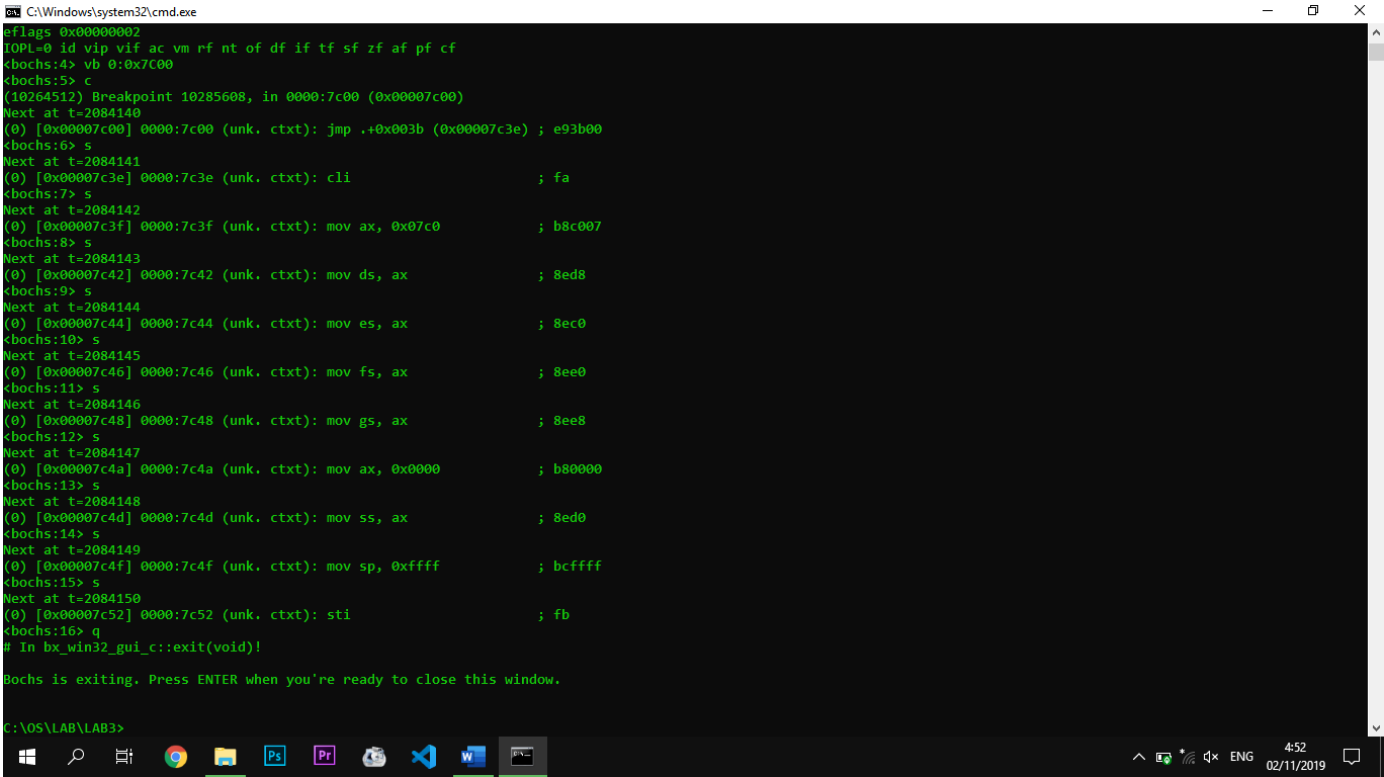 C:\Windows\system32\cmd.exe
eflags 0x00000002
IOPL=0 id vip vif ac vm rf nt of df if tf sf zf af pf cf
<bochs:4> vb 0:0x7C00
<bochs:5> c
(10264512) Breakpoint 10285608, in 0000:7c00 (0x00007c00)
Next at t=2084140
(0) [0x00007c00] 0000:7c00 (unk. ctxt): jmp .+0x003b (0x00007c3e) ; e93b00
<bochs:6> s
Next at t=2084141
(0) [0x00007c3e] 0000:7c3e (unk. ctxt): cli ; fa
<bochs:7> s
Next at t=2084142
(0) [0x00007c3f] 0000:7c3f (unk. ctxt): mov ax, 0x07c0 ; b8c007
<bochs:8> s
Next at t=2084143
(0) [0x00007c42] 0000:7c42 (unk. ctxt): mov ds, ax ; 8ed8
<bochs:9> s
Next at t=2084144
(0) [0x00007c44] 0000:7c44 (unk. ctxt): mov es, ax ; 8ec0
<bochs:10> s
Next at t=2084145
(0) [0x00007c46] 0000:7c46 (unk. ctxt): mov fs, ax ; 8ee0
<bochs:11> s
Next at t=2084146
(0) [0x00007c48] 0000:7c48 (unk. ctxt): mov gs, ax ; 8ee8
<bochs:12> s
Next at t=2084147
(0) [0x00007c4a] 0000:7c4a (unk. ctxt): mov ax, 0x0000 ; b80000
<bochs:13> s
Next at t=2084148
(0) [0x00007c4d] 0000:7c4d (unk. ctxt): mov ss, ax ; 8ed0
<bochs:14> s
Next at t=2084149
(0) [0x00007c4f] 0000:7c4f (unk. ctxt): mov sp, 0xffff ; bcffff
<bochs:15> s
Next at t=2084150
(0) [0x00007c52] 0000:7c52 (unk. ctxt): sti ; fb
<bochs:16> q
# In bx_win32_gui_c::exit(void)!
Bochs is exiting. Press ENTER when you're ready to close this window.
C:\OS\LAB\LAB3>
Ps
Pr
ENG
4:52
02/11/2019